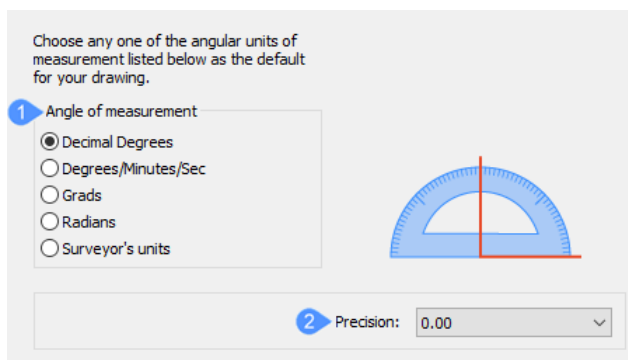 Choose any one of the angular units of
measurement listed below as the default
for your drawing.
1 Angle of measurement
Decimal Degrees
Degrees/Minutes/Sec
Grads
Radians
Surveyor's units
2 Precision: 0.00